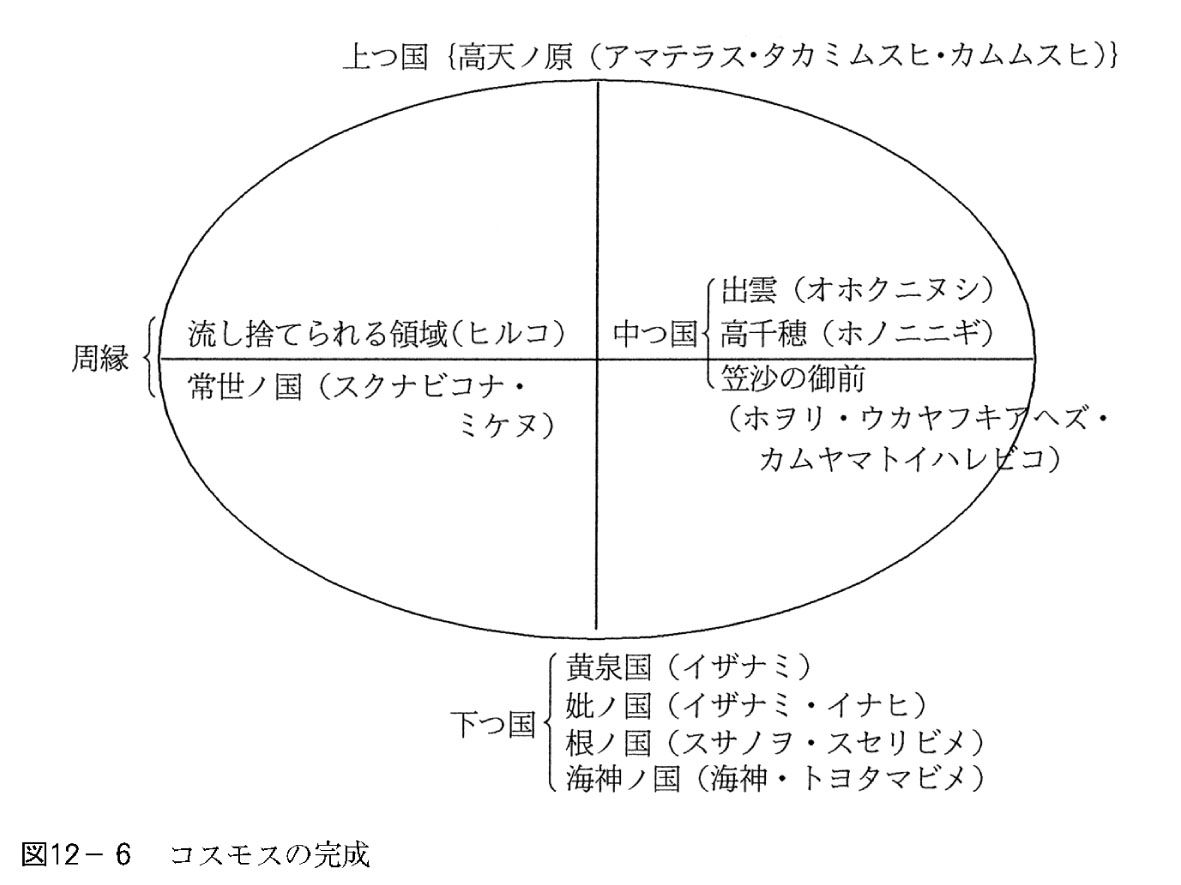 上つ国｛高天ノ原（アマテラス・タカミムスヒ・カムムスヒ）｝
周縁
流し捨てられる領域（ヒルコ）
常世ノ国（スクナビコナ・
ミケヌ）
中つ国
出雲（オホクニヌシ）
高千穂（ホノニニギ）
笠沙の御前
（ホヲリ・ウカヤフキアヘズ・
カムヤマトイハレビコ）
下つ国
黄泉国（イザナミ）
妣ノ国（イザナミ・イナヒ）
根ノ国（スサノヲ・スセリビメ）
海神ノ国（海神・トヨタマビメ）
図12－6　コスモスの完成